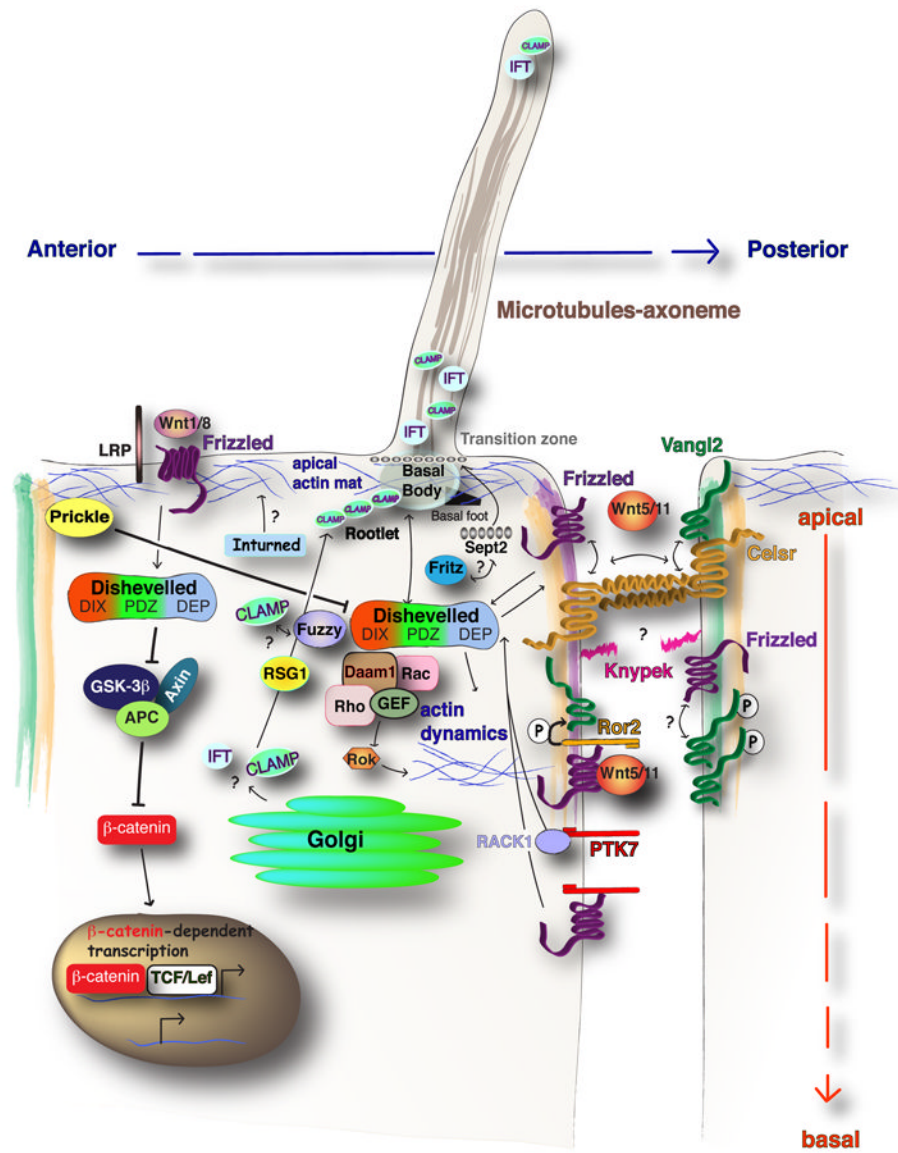 CLAMP
IFT
Anterior
Posterior
Microtubules-axoneme
CLAMP
IFT
CLAMP
IFT
Transition zone
Wnt1/8
LRP
Frizzled
apical
actin mat
Basal
Body
Basal foot
CLAMP
CLAMP
CLAMP
Rootlet
Vangl2
Frizzled
Wnt5/11
apical
Prickle
?
Inturned
Sept2
?
Fritz
Celsr
Dishevelled
DIX PDZ DEP
CLAMP
?
Fuzzy
Dishevelled
DIX PDZ DEP
?
Frizzled
Knypek
GSK-3β
Axin
APC
RSG1
Daam1
Rac
Rho
GEF
actin
dynamics
Rok
IFT
?
CLAMP
P
Ror2
?
P
P
Wnt5/11
β-catenin
Golgi
RACK1
PTK7
β-catenin-dependent
transcription
β-catenin
TCF/Lef
basal